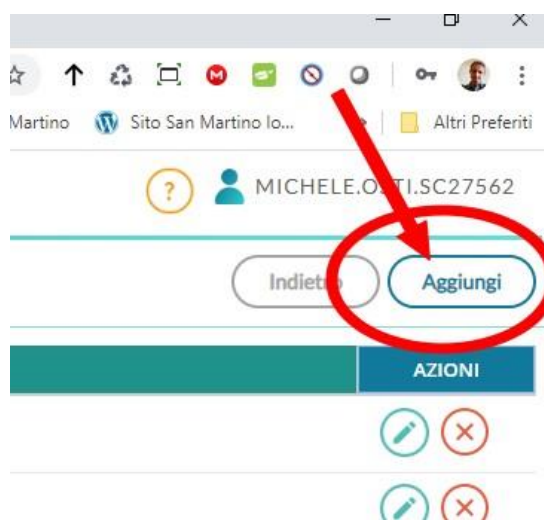 Martino Sito San Martino lo... Altri Preferiti
? MICHELE.OSTI.SC27562
Indietro Aggiungi
AZIONI